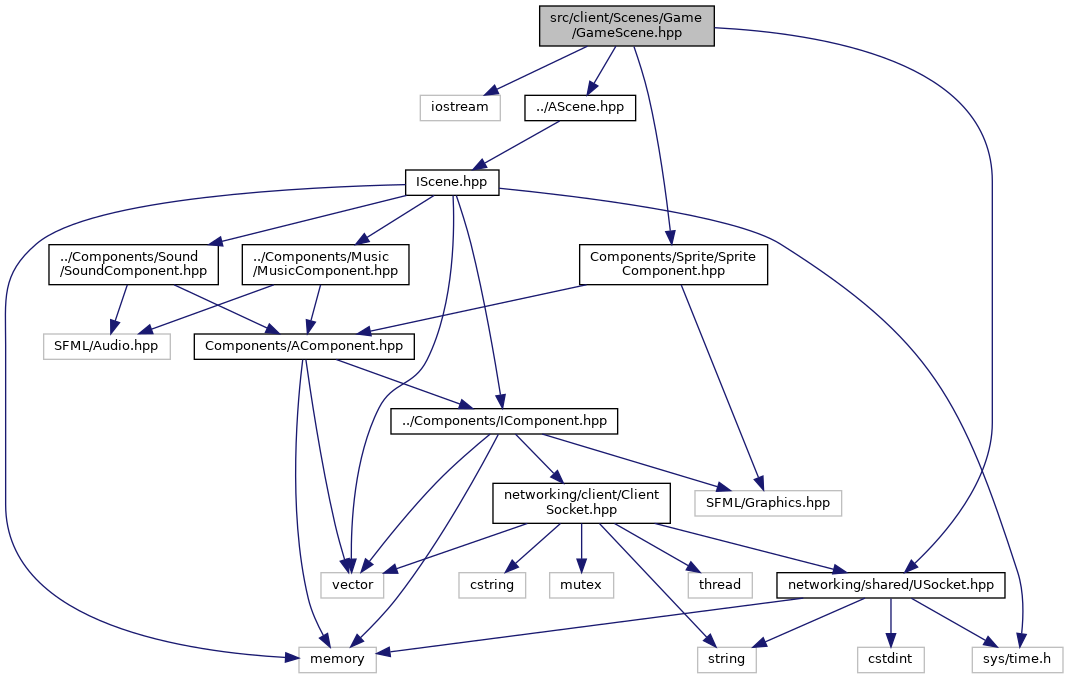 src/client/Scenes/Game
/GameScene.hpp
iostream
../AScene.hpp
IScene.hpp
../Components/Sound
/SoundComponent.hpp
../Components/Music
/MusicComponent.hpp
Components/Sprite/Sprite
Component.hpp
SFML/Audio.hpp
Components/AComponent.hpp
../Components/IComponent.hpp
networking/client/Client
Socket.hpp
SFML/Graphics.hpp
vector
cstring
mutex
thread
networking/shared/USocket.hpp
memory
string
cstdint
sys/time.h